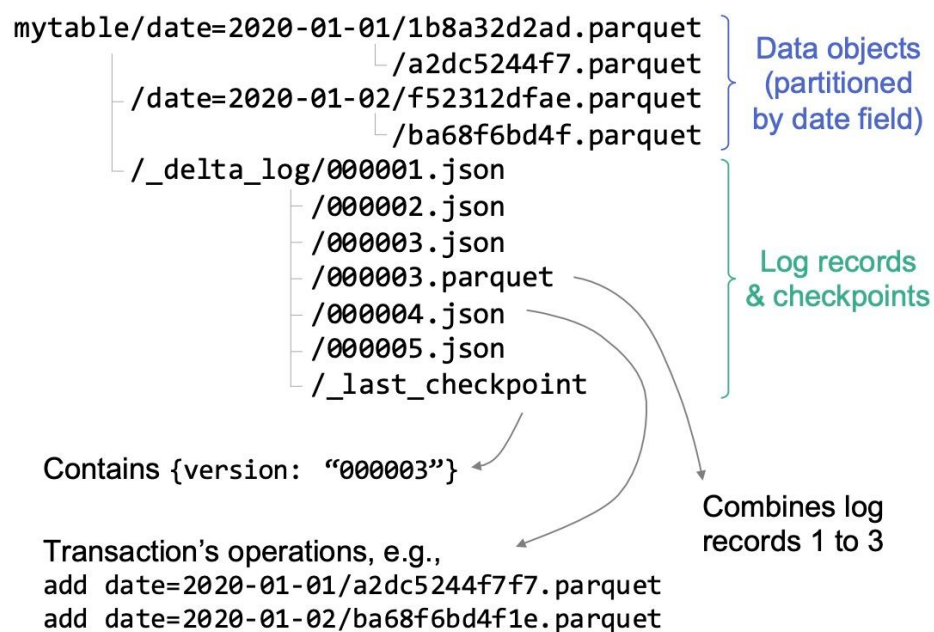 mytable/date=2020-01-01/1b8a32d2ad.parquet
/a2dc5244f7.parquet
/date=2020-01-02/f52312dfae.parquet
/ba68f6bd4f.parquet
/_delta_log/000001.json
/000002.json
/000003.json
/000003.parquet
/000004.json
/000005.json
/_last_checkpoint
Data objects
(partitioned
by date field)
Log records
& checkpoints
Contains {version: “000003”}
Combines log
records 1 to 3
Transaction’s operations, e.g.,
add date=2020-01-01/a2dc5244f7f7.parquet
add date=2020-01-02/ba68f6bd4f1e.parquet